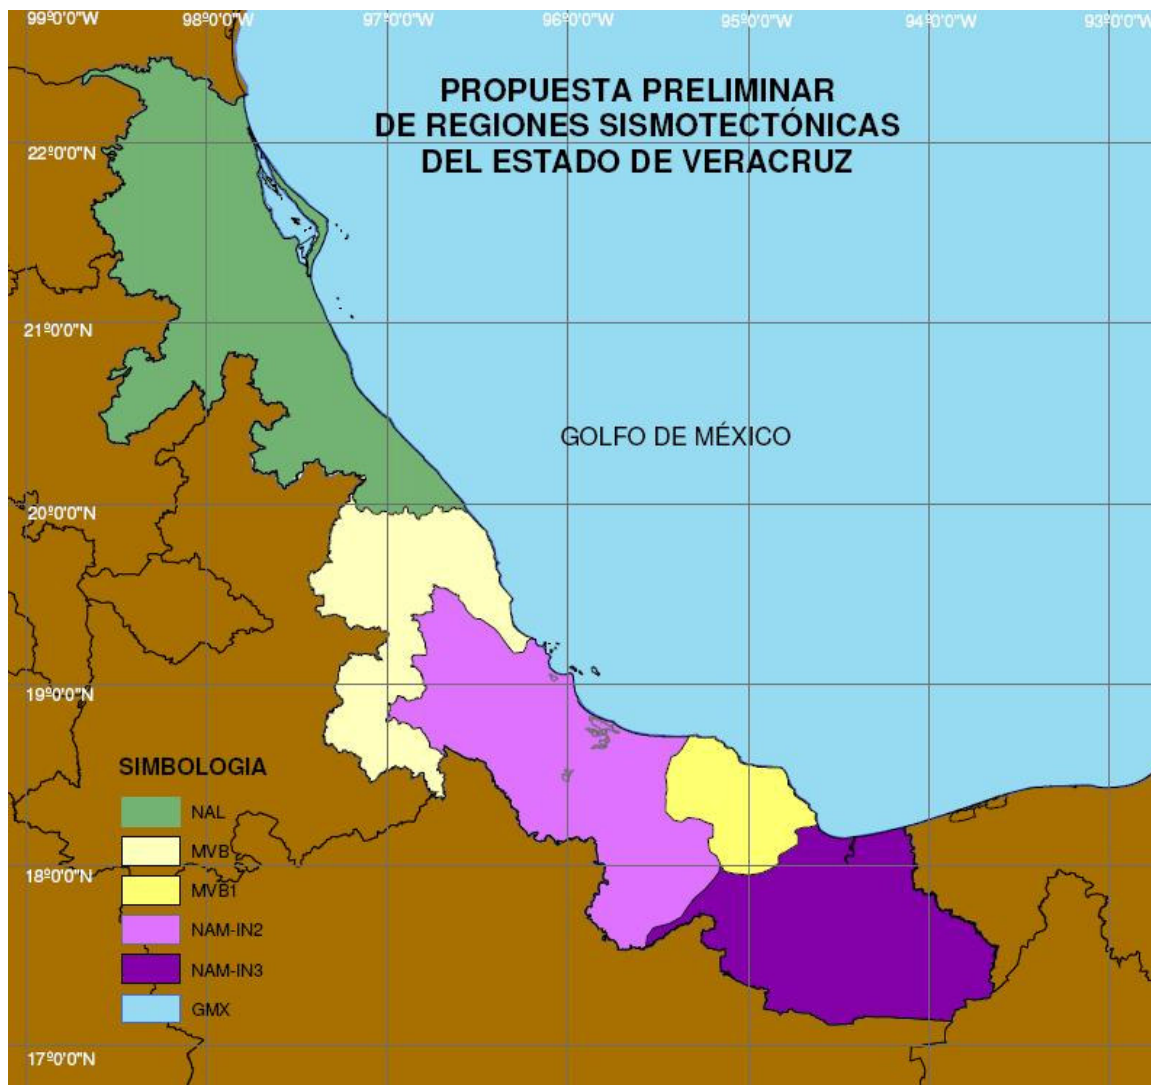 99º0'0"W 98º0'0"W 97º0'0"W 96º0'0"W 95º0'0"W 94º0'0"W 93º0'0"W
PROPUESTA PRELIMINAR
DE REGIONES SISMOTECTÓNICAS
DEL ESTADO DE VERACRUZ
22º0'0"N
21º0'0"N
GOLFO DE MÉXICO
20º0'0"N
19º0'0"N
SIMBOLOGIA
NAL
MVB
MVB1
18º0'0"N
NAM-IN2
NAM-IN3
GMX
17º0'0"N